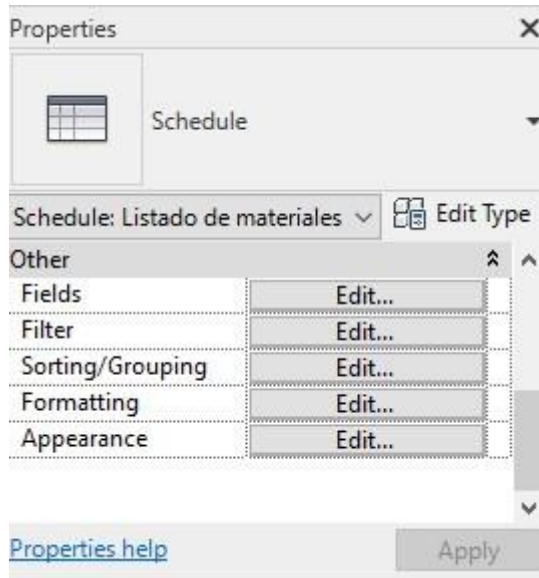 Properties
Schedule
Schedule: Listado de materiales
Edit Type
Other
Fields Edit...
Filter Edit...
Sorting/Grouping Edit...
Formatting Edit...
Appearance Edit...
Properties help
Apply